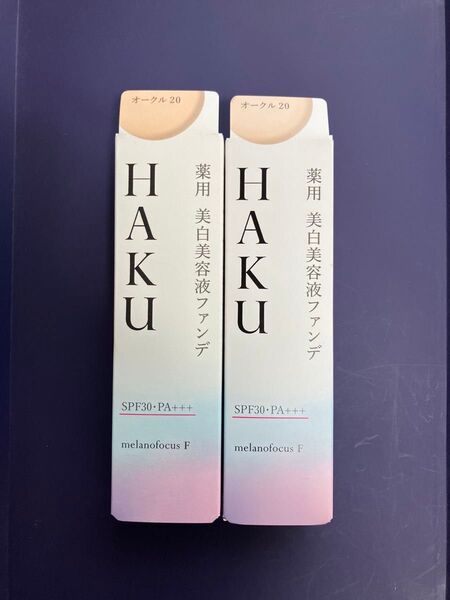 オークル 20
HAKU
薬用 美白美容液ファンデ
SPF30・PA+++
melanofocus F
オークル 20
HAKU
薬用 美白美容液ファンデ
SPF30・PA+++
melanofocus F